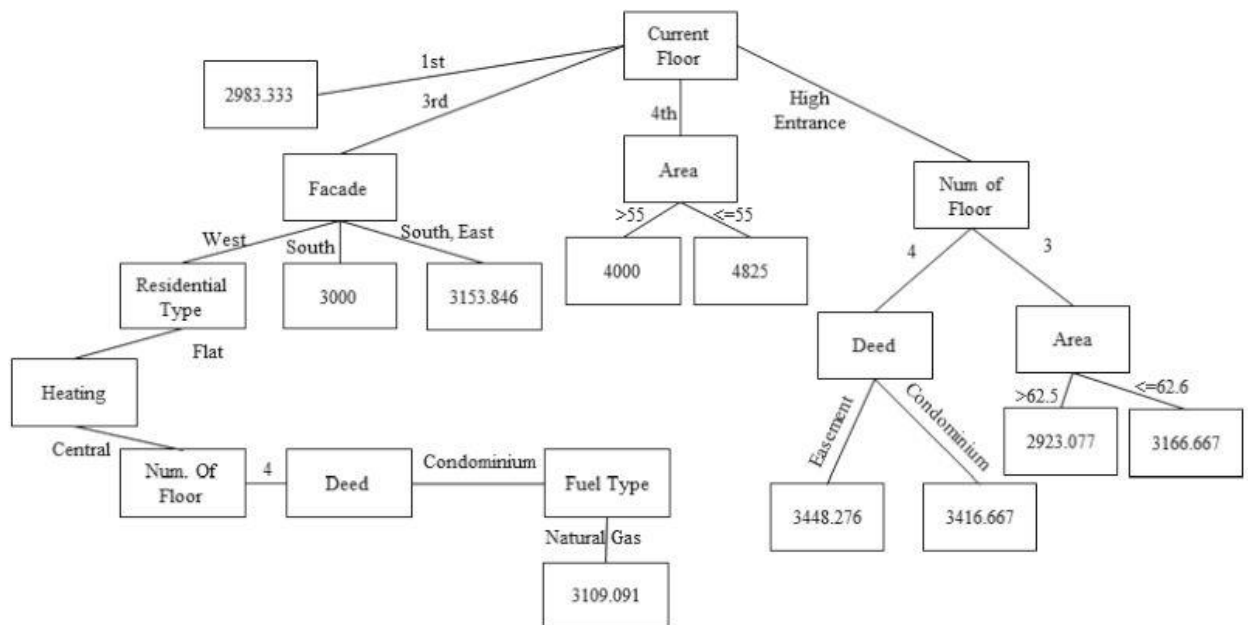 Current
Floor
1st
2983.333
3rd
4th
High
Entrance
Facade
Area
Num of
Floor
>55
<=55
West
South
South, East
4
3
Residential
Type
3000
3153.846
4000
4825
Flat
Deed
Area
Heating
>62.5
<=62.6
Easement
Condominium
2923.077
3166.667
Central
Num. Of
Floor
4
Deed
Condominium
Fuel Type
3448.276
3416.667
Natural Gas
3109.091